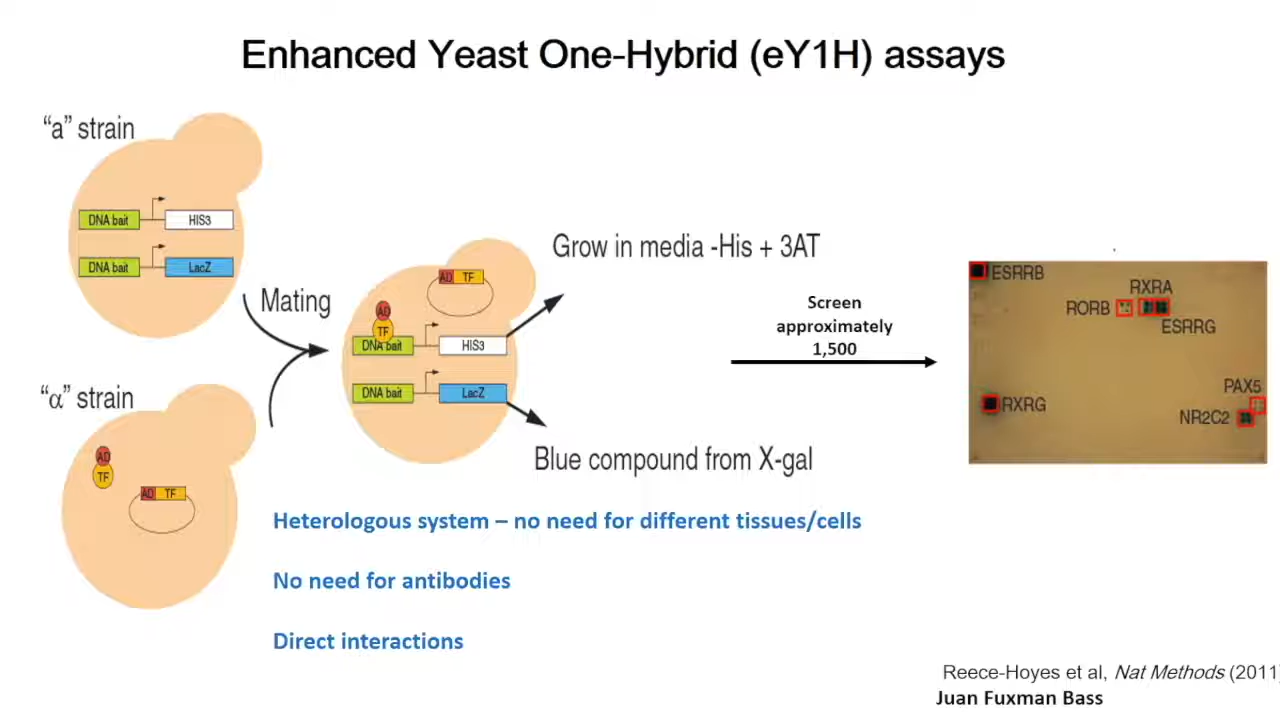 Enhanced Yeast One-Hybrid (eY1H) assays
“a” strain
DNA bait
HIS3
DNA bait
LacZ
Mating
“α” strain
AD
TF
AD TF
AD TF
AD
TF
DNA bait
HIS3
DNA bait
LacZ
Grow in media -His + 3AT
Blue compound from X-gal
Screen
approximately
1,500
ESRRB
RXRA
RORB
ESRRG
RXRG
PAX5
NR2C2
Heterologous system – no need for different tissues/cells
No need for antibodies
Direct interactions
Reece-Hoyes et al, Nat Methods (2011
Juan Fuxman Bass